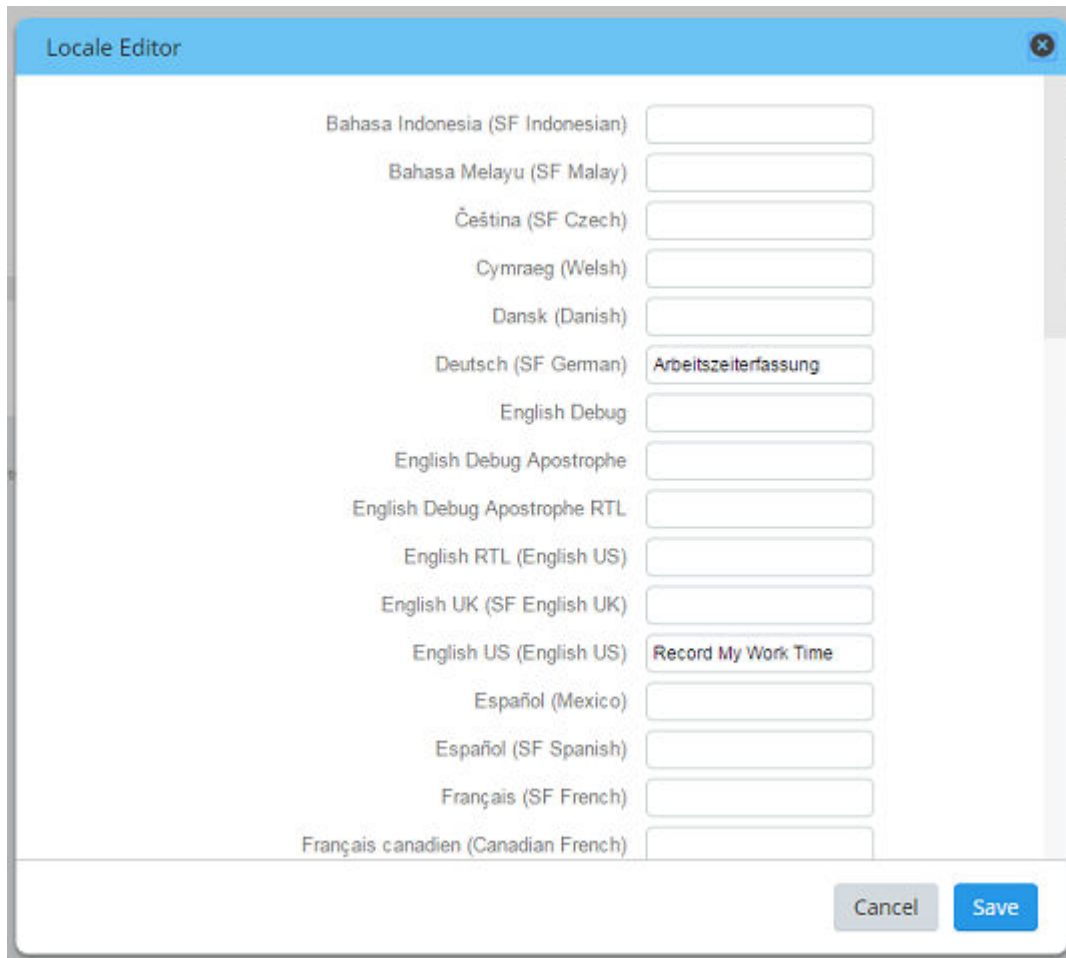 Locale Editor
Bahasa Indonesia (SF Indonesian)
Bahasa Melayu (SF Malay)
Čeština (SF Czech)
Cymraeg (Welsh)
Dansk (Danish)
Deutsch (SF German) Arbeitszeiterfassung
English Debug
English Debug Apostrophe
English Debug Apostrophe RTL
English RTL (English US)
English UK (SF English UK)
English US (English US) Record My Work Time
Español (Mexico)
Español (SF Spanish)
Français (SF French)
Français canadien (Canadian French)
Cancel Save